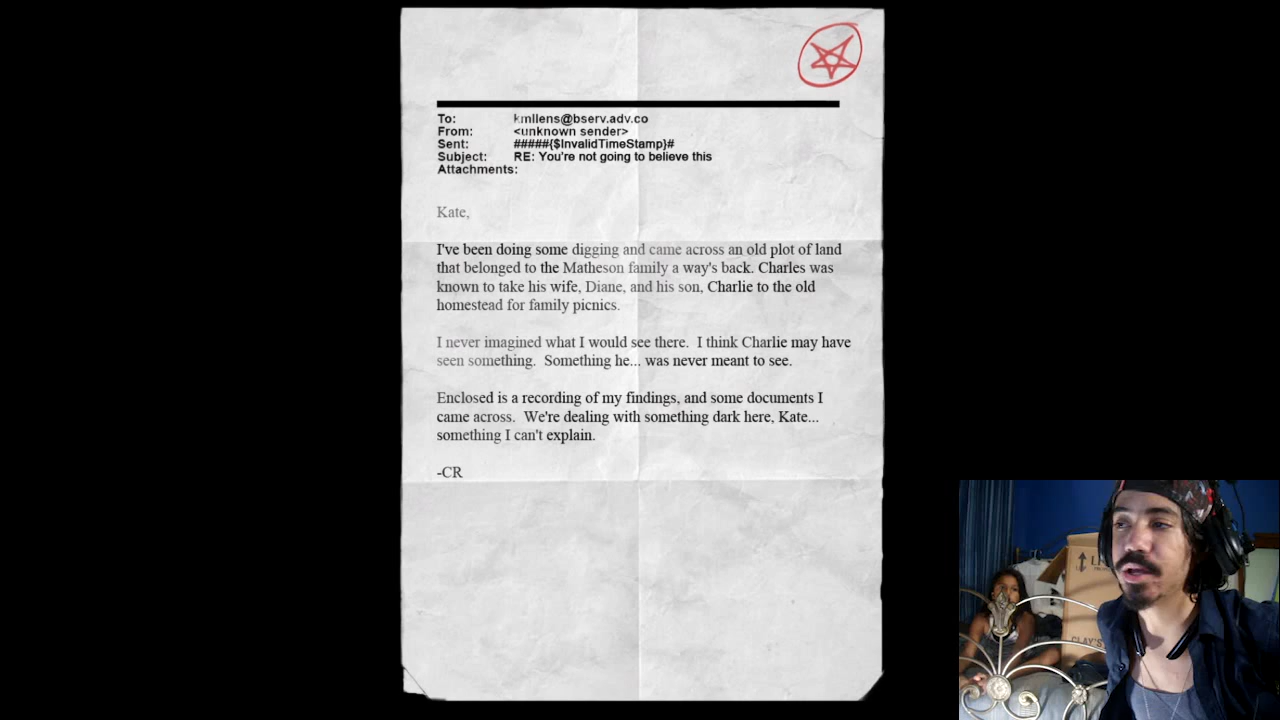 To: kmllens@bserv.adv.co
From: <unknown sender>
Sent: #####{$InvalidTimeStamp}#
Subject: RE: You're not going to believe this
Attachments:
Kate,
I've been doing some digging and came across an old plot of land
that belonged to the Matheson family a way's back. Charles was
known to take his wife, Diane, and his son, Charlie to the old
homestead for family picnics.
I never imagined what I would see there.  I think Charlie may have
seen something.  Something he... was never meant to see.
Enclosed is a recording of my findings, and some documents I
came across.  We're dealing with something dark here, Kate...
something I can't explain.
-CR